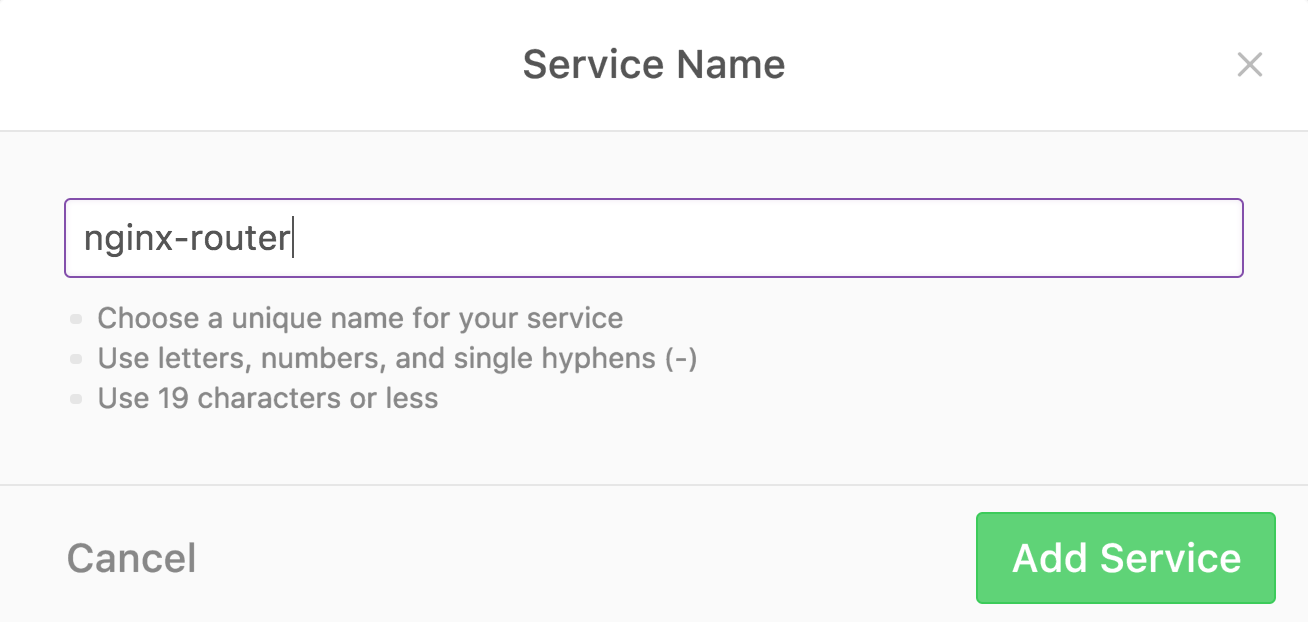 Service Name
nginx-router
Choose a unique name for your service
Use letters, numbers, and single hyphens (-)
Use 19 characters or less
Cancel
Add Service